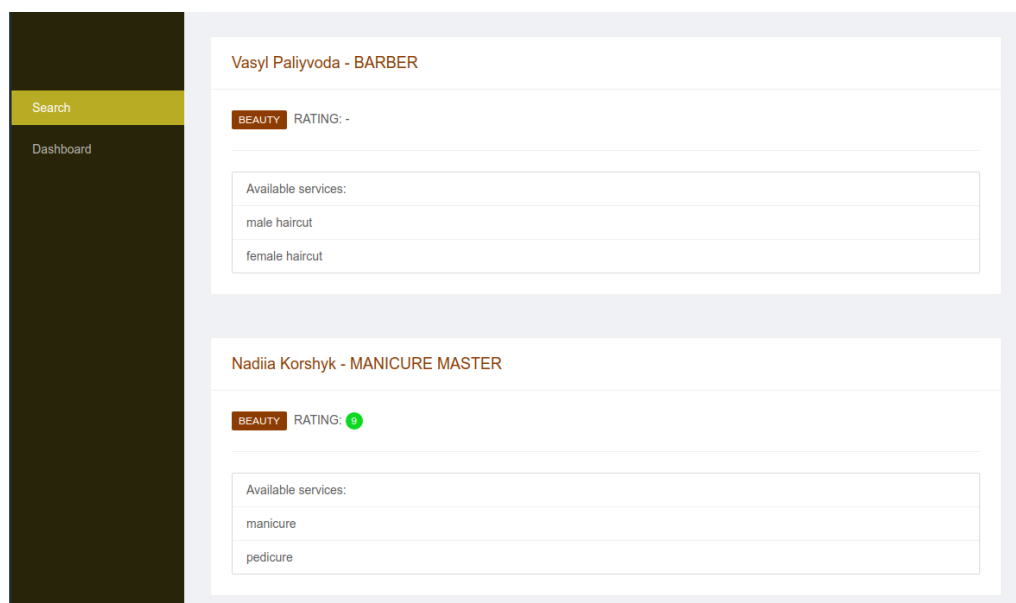 Search
Dashboard
Vasyl Paliyvoda - BARBER
BEAUTY RATING: -
Available services:
male haircut
female haircut
Nadiia Korshyk - MANICURE MASTER
BEAUTY RATING: 9
Available services:
manicure
pedicure